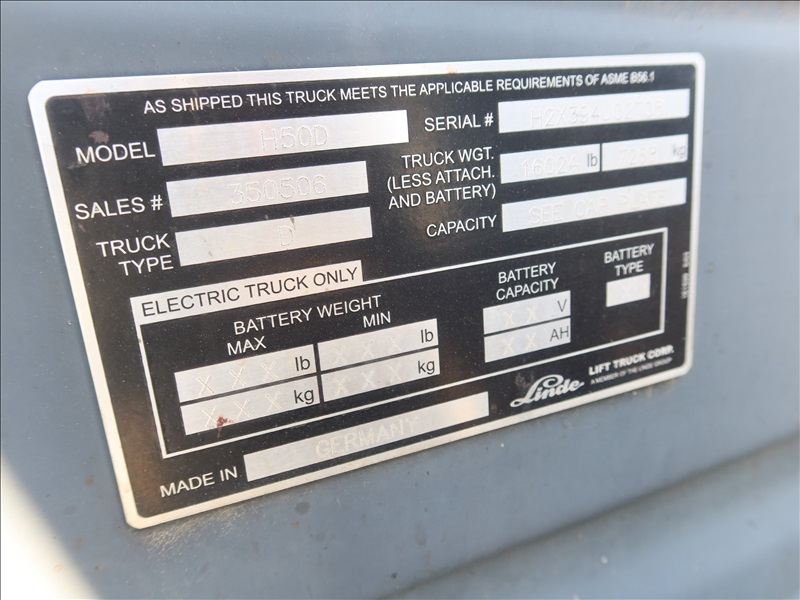 AS SHIPPED THIS TRUCK MEETS THE APPLICABLE REQUIREMENTS OF ASME B56.1
MODEL H50D
SERIAL #
SALES # 350506
TRUCK WGT.
(LESS ATTACH.
AND BATTERY)
16024 lb kg
TRUCK
TYPE
D
CAPACITY SEE CAP. PLATE
ELECTRIC TRUCK ONLY
BATTERY WEIGHT
MAX MIN
XXX lb XXX lb
XXX kg XXX kg
BATTERY
CAPACITY
XX V
XX AH
BATTERY
TYPE
Linde
LIFT TRUCK CORP.
A MEMBER OF THE LINDE GROUP
MADE IN GERMANY